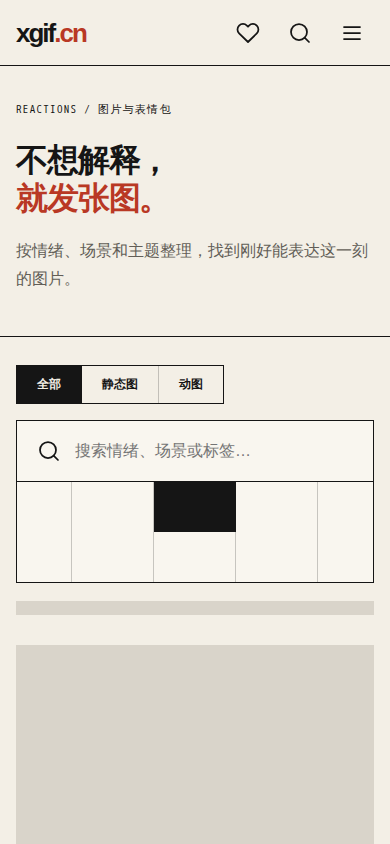 xgif.cn
REACTIONS / 图片与表情包
不想解释，
就发张图。
按情绪、场景和主题整理，找到刚好能表达这一刻
的图片。
全部 静态图 动图
搜索情绪、场景或标签…